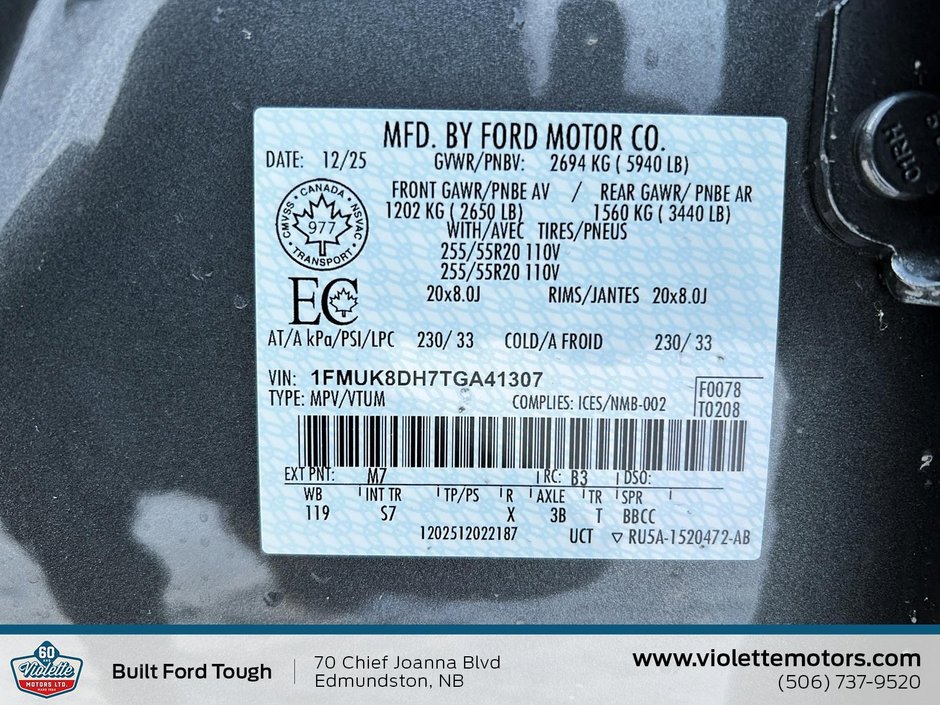 MFD. BY FORD MOTOR CO.
DATE: 12/25 GVWR/PNBV: 2694 KG ( 5940 LB)
FRONT GAWR/PNBE AV / REAR GAWR/ PNBE AR
1202 KG ( 2650 LB) 1560 KG ( 3440 LB)
WITH/AVEC TIRES/PNEUS
255/55R20 110V
255/55R20 110V
20x8.0J RIMS/JANTES 20x8.0J
CANADA
CMVSS NSVAC
977
TRANSPORT
EC
AT/A kPa/PSI/LPC 230/ 33 COLD/A FROID 230/ 33
VIN: 1FMUK8DH7TGA41307
F0078
TYPE: MPV/VTUM COMPLIES: ICES/NMB-002
T0208
EXT PNT: M7 RC: B3 DSO:
WB INT TR TP/PS R AXLE TR SPR
119 S7 X 3B T BBCC
1202512022187 UCT ▽ RU5A-1520472-AB
60
Violette
MOTORS LTD.
Built Ford Tough
70 Chief Joanna Blvd
Edmundston, NB
www.violettemotors.com
(506) 737-9520